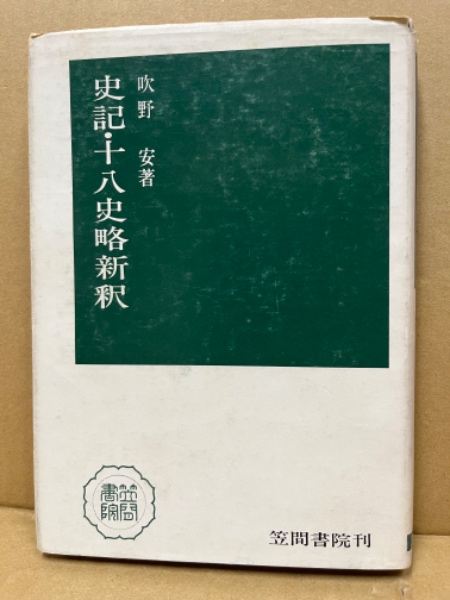 史記・十八史略新釈
吹野 安著
笠間書院
笠間書院刊